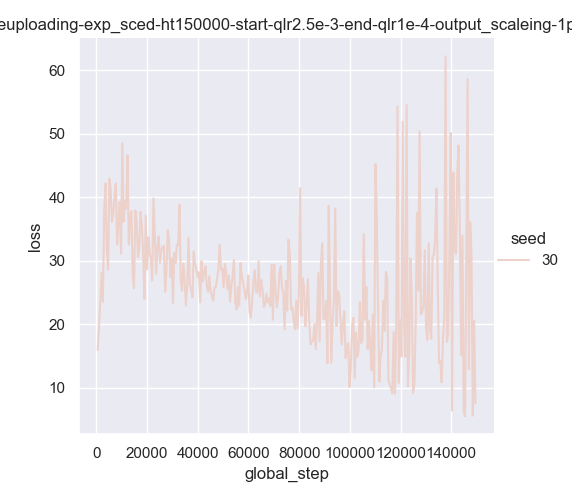 euploading-exp_sced-ht150000-start-qlr2.5e-3-end-qlr1e-4-output_scaleing-1p
60
50
40
30
20
10
loss
seed
30
0 20000 40000 60000 80000 100000 120000 140000
global_step